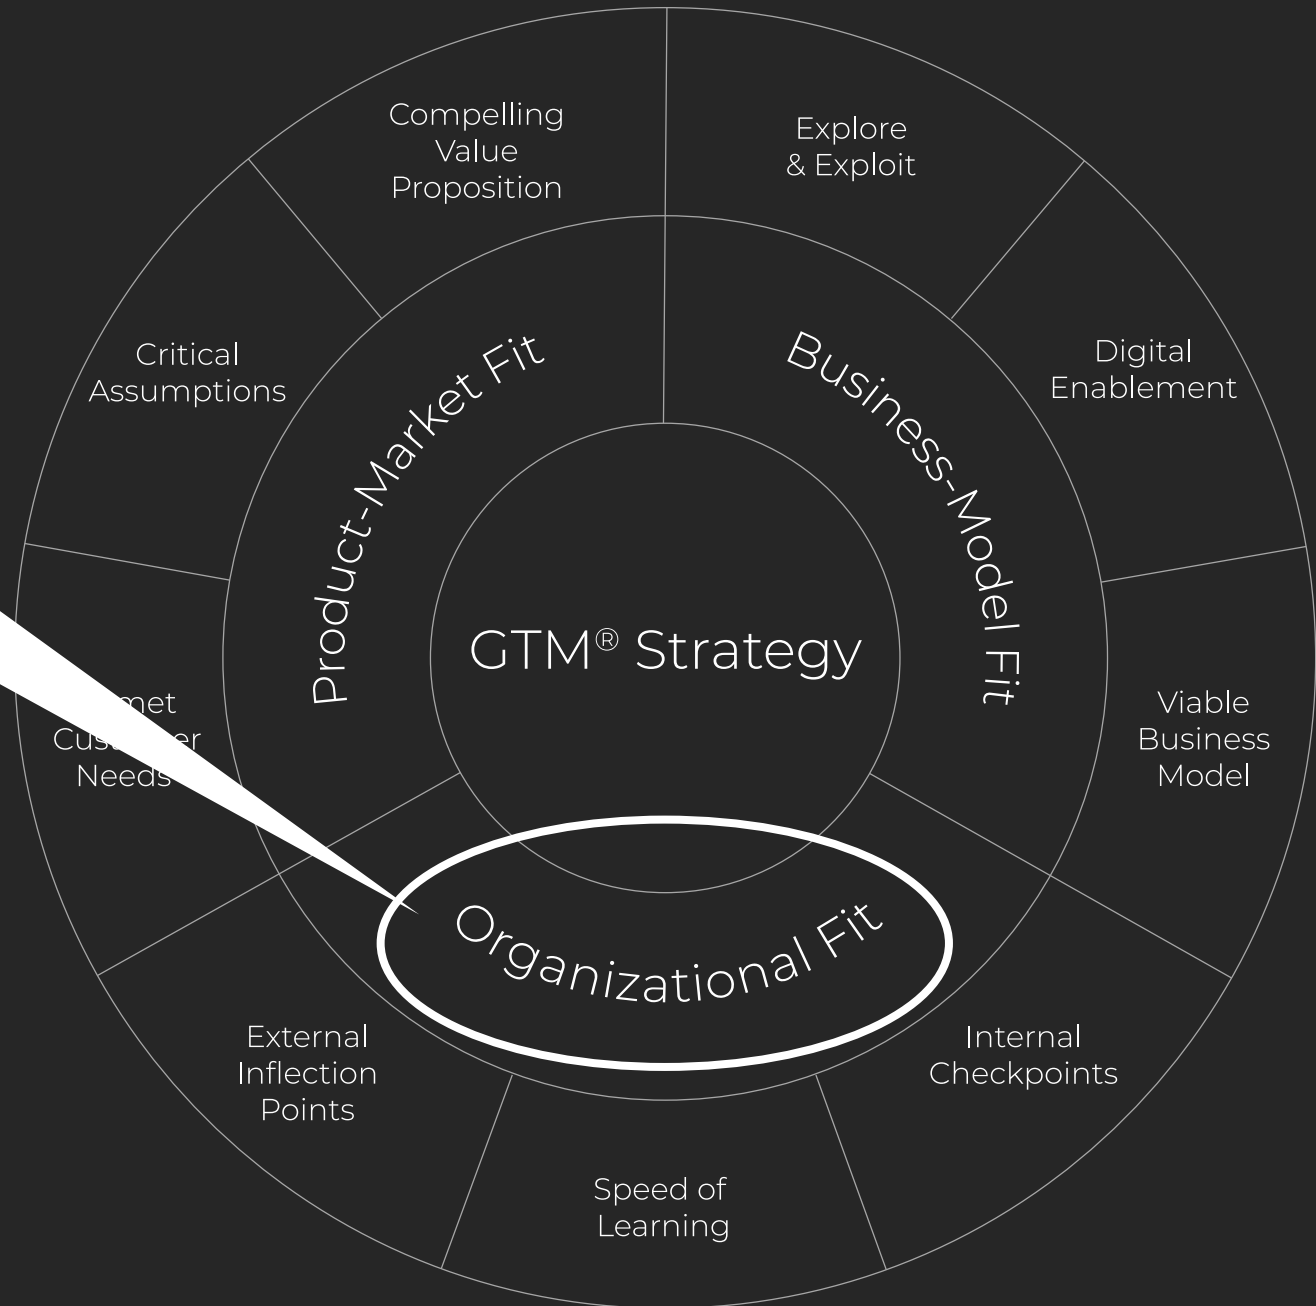 Compelling
Value
Proposition
Explore
& Exploit
Critical
Assumptions
Digital
Enablement
Product-Market Fit
Business-Model Fit
GTM® Strategy
Needs
Viable
Business
Model
Organizational Fit
External
Inflection
Points
Internal
Checkpoints
Speed of
Learning